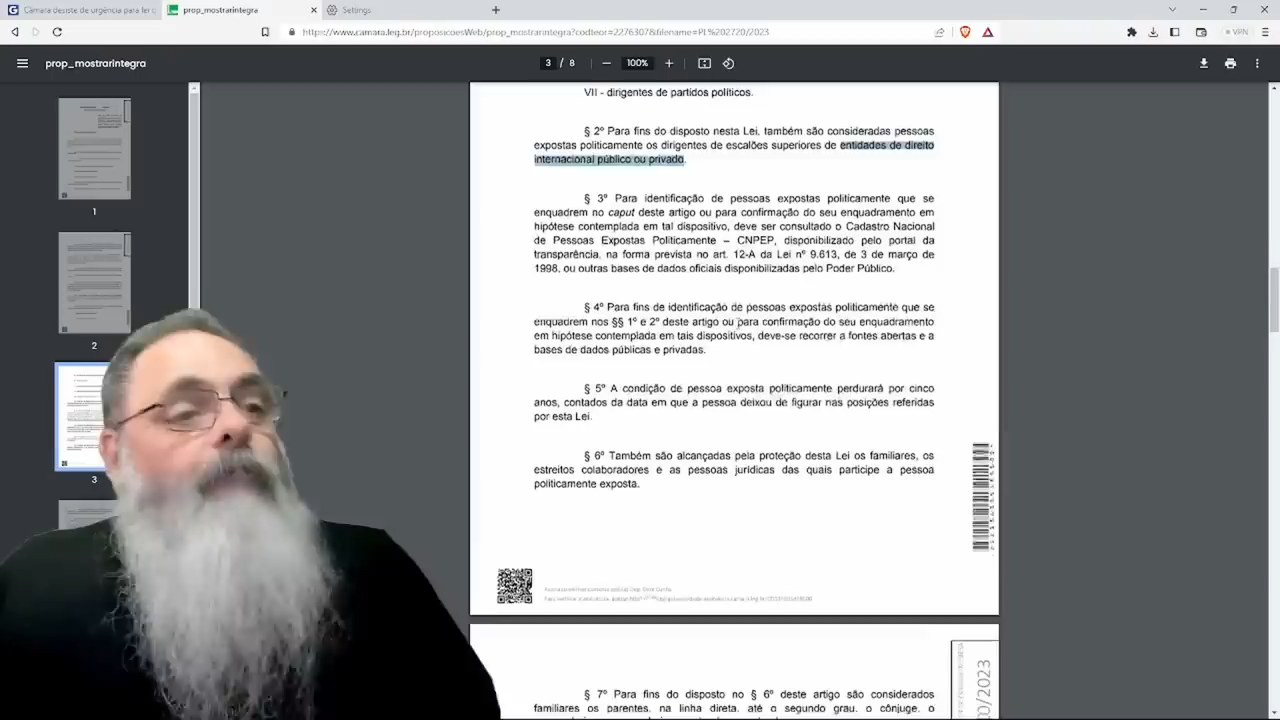 Câmara desiste de urgência para ler
prop_mostrarintegra
Settings
https://www.camara.leg.br/proposicoesWeb/prop_mostrarintegra?codteor=2276307&filename=PL%202720/2023
VPN
prop_mostrarintegra
3 / 8
100%
1
2
3
VII - dirigentes de partidos políticos.
§ 2º Para fins do disposto nesta Lei, também são consideradas pessoas
expostas politicamente os dirigentes de escalões superiores de entidades de direito
internacional público ou privado.
§ 3º Para identificação de pessoas expostas politicamente que se
enquadrem no caput deste artigo ou para confirmação do seu enquadramento em
hipótese contemplada em tal dispositivo, deve ser consultado o Cadastro Nacional
de Pessoas Expostas Politicamente – CNPEP, disponibilizado pelo portal da
transparência, na forma prevista no art. 12-A da Lei nº 9.613, de 3 de março de
1998, ou outras bases de dados oficiais disponibilizadas pelo Poder Público.
§ 4º Para fins de identificação de pessoas expostas politicamente que se
enquadrem nos §§ 1º e 2º deste artigo ou para confirmação do seu enquadramento
em hipótese contemplada em tais dispositivos, deve-se recorrer a fontes abertas e a
bases de dados públicas e privadas.
§ 5º A condição de pessoa exposta politicamente perdurará por cinco
anos, contados da data em que a pessoa deixou de figurar nas posições referidas
por esta Lei.
§ 6º Também são alcançadas pela proteção desta Lei os familiares, os
estreitos colaboradores e as pessoas jurídicas das quais participe a pessoa
politicamente exposta.
0/2023
§ 7º Para fins do disposto no § 6º deste artigo são considerados
familiares os parentes, na linha direta, até o segundo grau, o cônjuge, o